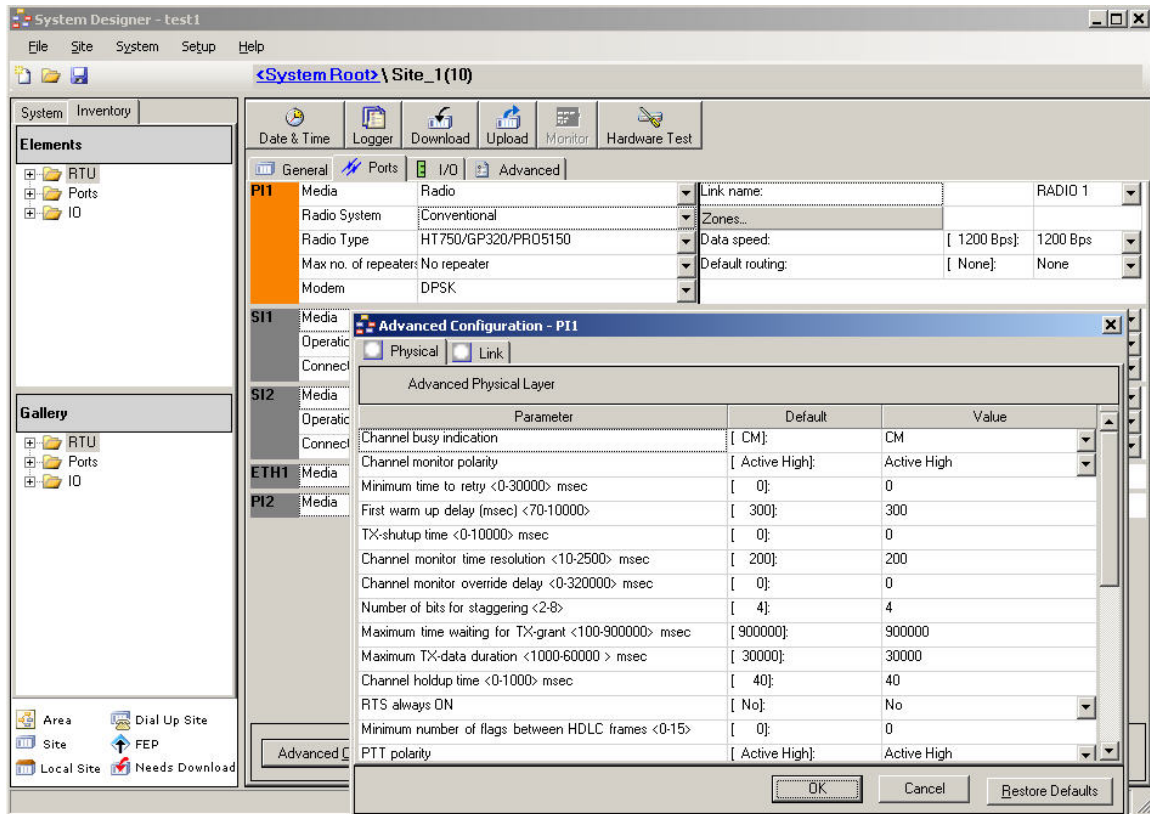 System Designer - test1
File Site System Setup Help
<System Root> \ Site_1(10)
System Inventory
Elements
RTU
Ports
IO
Gallery
RTU
Ports
IO
Area Dial Up Site
Site FEP
Local Site Needs Download
Date & Time Logger Download Upload Monitor Hardware Test
General Ports I/O Advanced
PI1 Media Radio Link name: RADIO 1
Radio System Conventional Zones...
Radio Type HT750/GP320/PRO5150 Data speed: [ 1200 Bps]: 1200 Bps
Max no. of repeaters No repeater Default routing: [ None]: None
Modem DPSK
SI1 Media
Operatic
Connect
SI2 Media
Operatic
Connect
ETH1 Media
PI2 Media
Advanced C
Advanced Configuration - PI1
Physical Link
Advanced Physical Layer
Parameter Default Value
Channel busy indication [ CM]: CM
Channel monitor polarity [ Active High]: Active High
Minimum time to retry <0-30000> msec [ 0]: 0
First warm up delay (msec) <70-10000> [ 300]: 300
TX-shutup time <0-10000> msec [ 0]: 0
Channel monitor time resolution <10-2500> msec [ 200]: 200
Channel monitor override delay <0-320000> msec [ 0]: 0
Number of bits for staggering <2-8> [ 4]: 4
Maximum time waiting for TX-grant <100-900000> msec [ 900000]: 900000
Maximum TX-data duration <1000-60000 > msec [ 30000]: 30000
Channel holdup time <0-1000> msec [ 40]: 40
RTS always ON [ No]: No
Minimum number of flags between HDLC frames <0-15> [ 0]: 0
PTT polarity [ Active High]: Active High
OK Cancel Restore Defaults